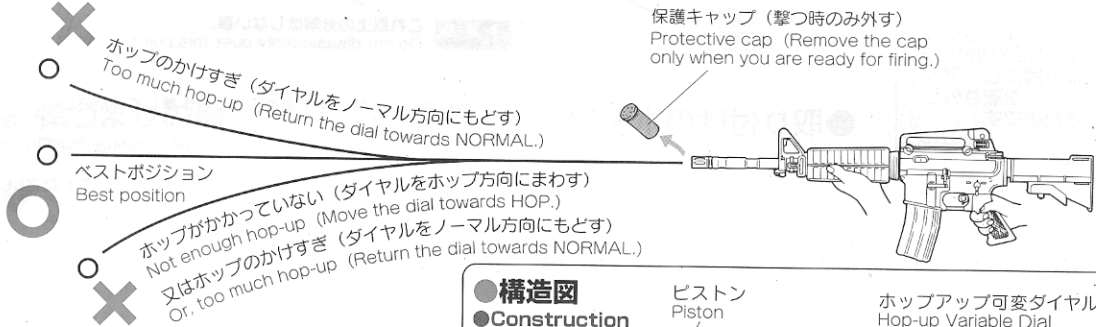 保護キャップ（撃つ時のみ外す）
Protective cap (Remove the cap
only when you are ready for firing.)
ホップのかけすぎ（ダイヤルをノーマル方向にもどす）
Too much hop-up (Return the dial towards NORMAL.)
ベストポジション
Best position
ホップがかかっていない（ダイヤルをホップ方向にまわす）
Not enough hop-up (Move the dial towards HOP.)
又はホップのかけすぎ（ダイヤルをノーマル方向にもどす）
Or, too much hop-up (Return the dial towards NORMAL.)
●構造図
●Construction
ピストン
Piston
ホップアップ可変ダイヤル
Hop-up Variable Dial